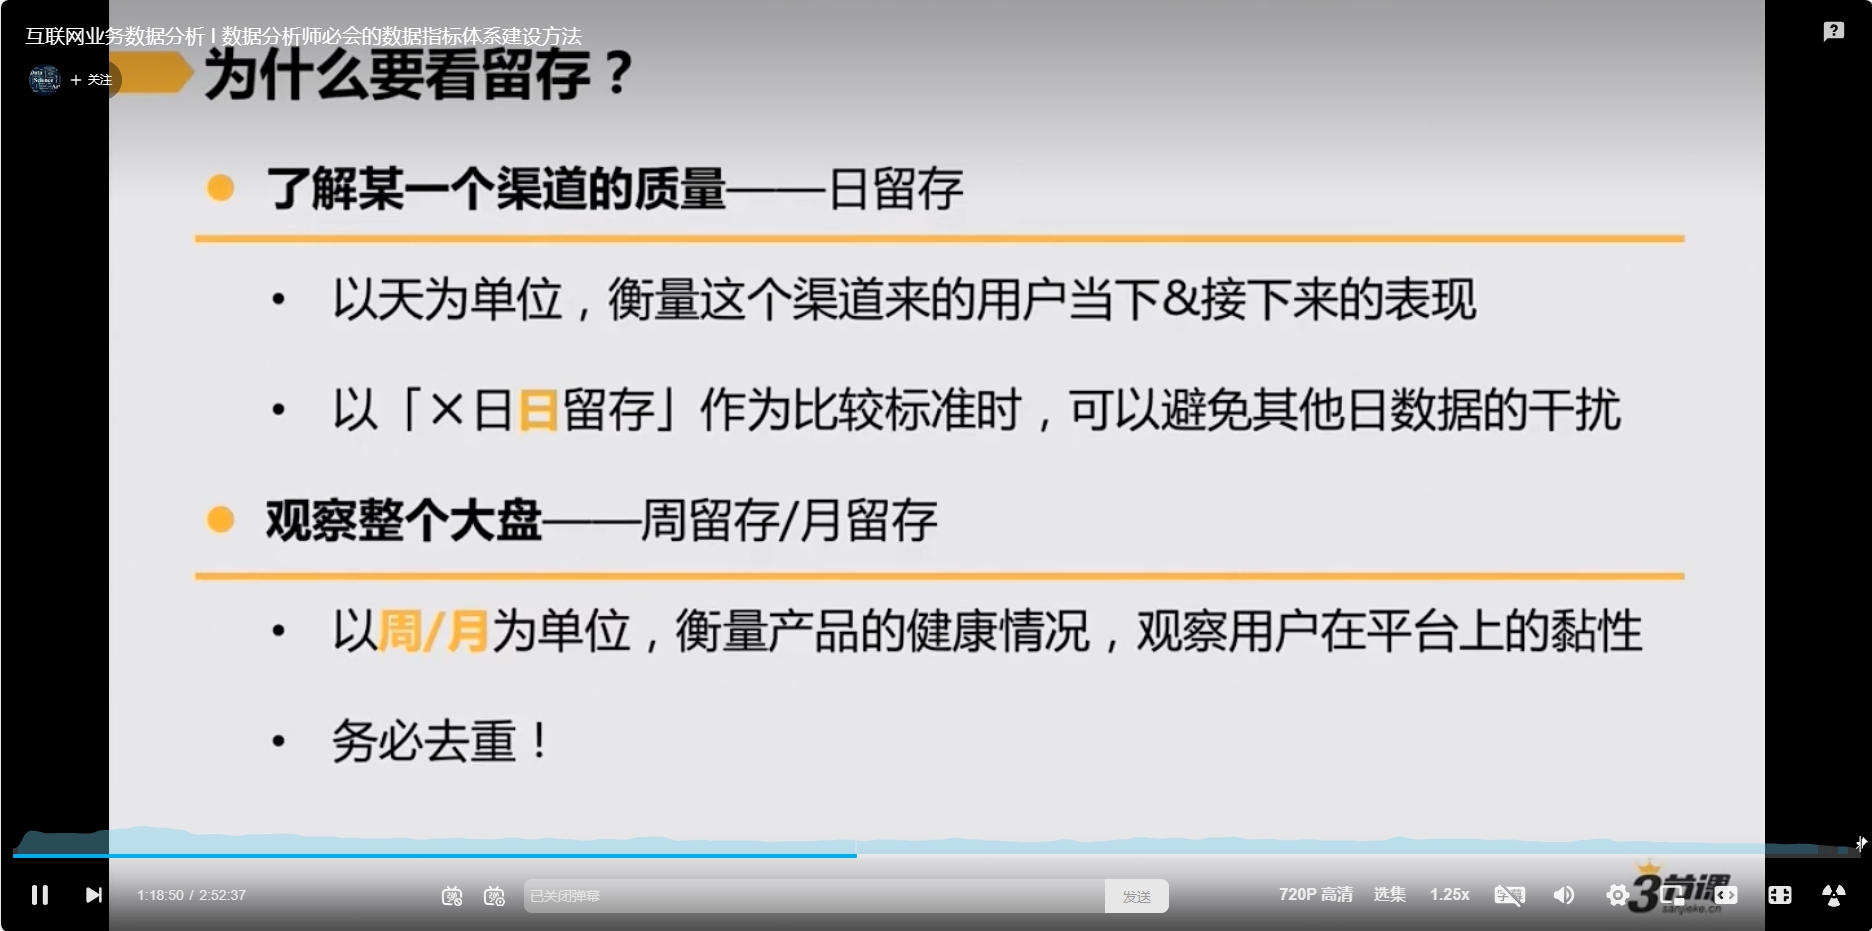 互联网业务数据分析 | 数据分析师必会的数据指标体系建设方法
+ 关注
为什么要看留存？
了解某一个渠道的质量——日留存
以天为单位，衡量这个渠道来的用户当下&接下来的表现
以「×日日留存」作为比较标准时，可以避免其他日数据的干扰
观察整个大盘——周留存/月留存
以周/月为单位，衡量产品的健康情况，观察用户在平台上的黏性
务必去重！
1:18:50 / 2:52:37
已关闭弹幕
发送
720P 高清
选集
1.25x
3节课
sanjieke.cn